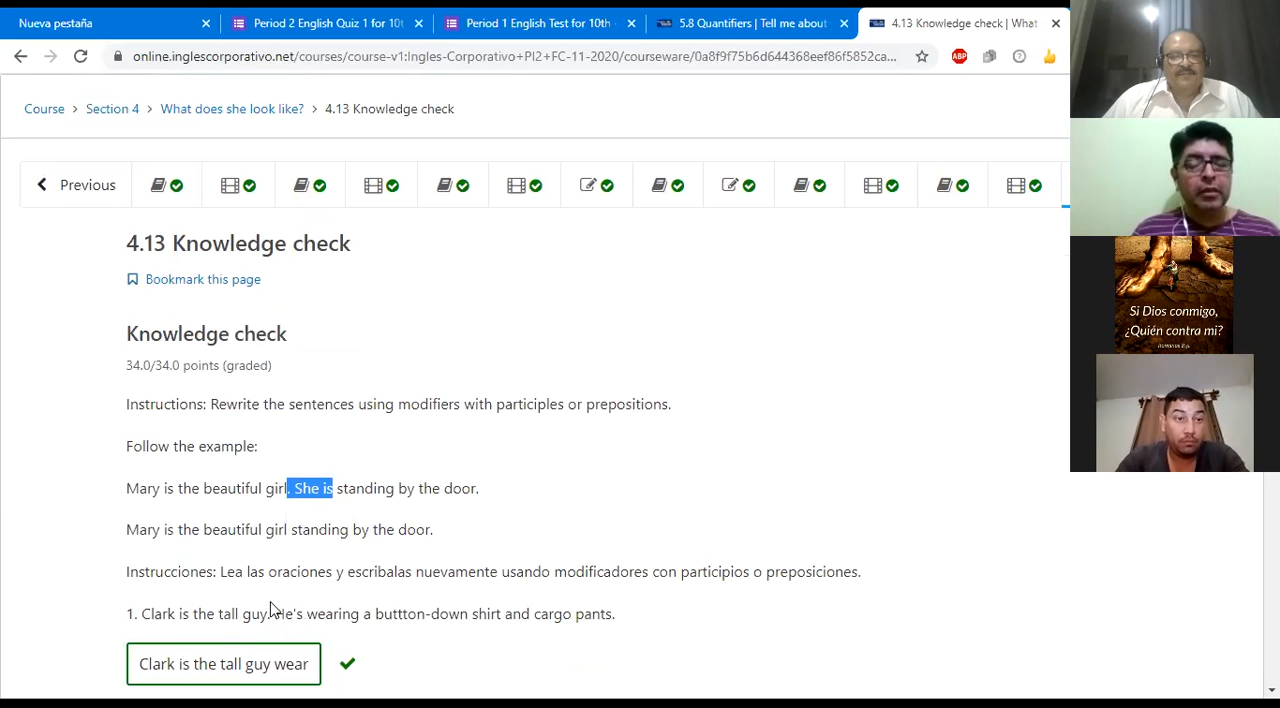 Nueva pestaña
Period 2 English Quiz 1 for 10t
Period 1 English Test for 10th
5.8 Quantifiers | Tell me about
4.13 Knowledge check | What
online.inglescorporativo.net/courses/course-v1:Ingles-Corporativo+PI2+FC-11-2020/courseware/0a8f9f75b6d644368eef86f5852ca...
ABP
Course > Section 4 > What does she look like? > 4.13 Knowledge check
Previous
4.13 Knowledge check
Bookmark this page
Knowledge check
34.0/34.0 points (graded)
Instructions: Rewrite the sentences using modifiers with participles or prepositions.
Follow the example:
Mary is the beautiful girl. She is standing by the door.
Mary is the beautiful girl standing by the door.
Instrucciones: Lea las oraciones y escribalas nuevamente usando modificadores con participios o preposiciones.
1. Clark is the tall guy. He's wearing a buttton-down shirt and cargo pants.
Clark is the tall guy wear
Si Dios conmigo,
¿Quién contra mi?